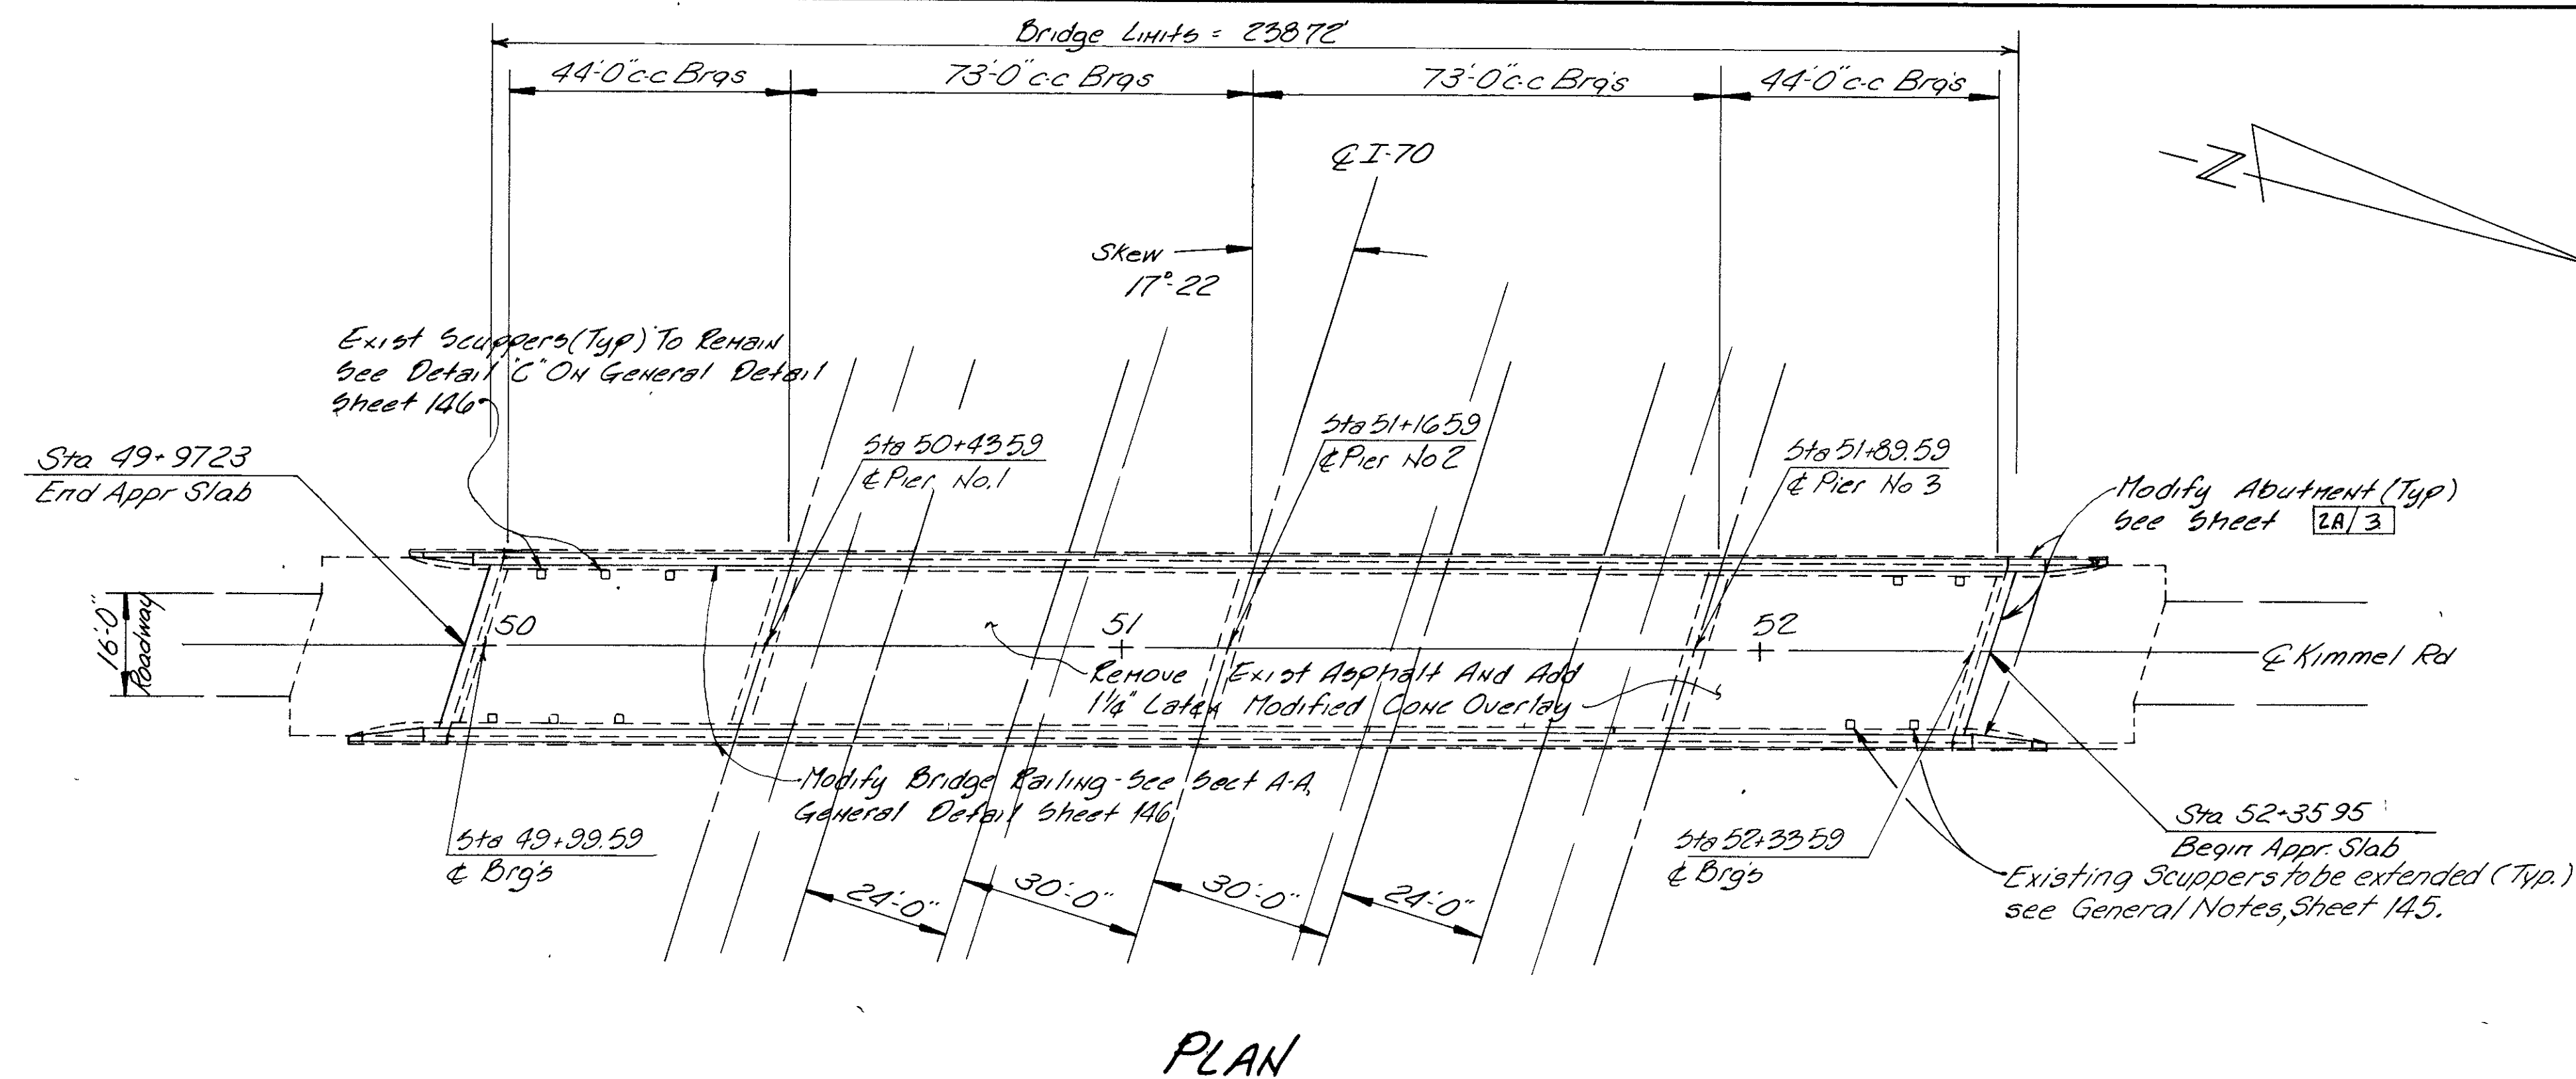 Bridge Limits = 238.72'
44'-0" c-c Brgs
73'-0" c-c Brgs
73'-0" c-c Brg's
44'-0" c-c Brg's
℄ I-70
N
Skew
17°-22
Exist Scuppers (Typ) To Remain
See Detail "C" On General Detail
Sheet 146
Sta 49+97.23
End Appr Slab
Sta 50+43.59
℄ Pier No. 1
Sta 51+16.59
℄ Pier No 2
Sta 51+89.59
℄ Pier No 3
Modify Abutment (Typ)
See Sheet 2A/3
16'-0"
Roadway
50
51
52
℄ Kimmel Rd
Remove Exist Asphalt And Add
1¼" Latex Modified Conc Overlay
Modify Bridge Railing - See Sect A-A,
General Detail Sheet 146
Sta 49+99.59
℄ Brg's
Sta 52+33.59
℄ Brg's
Sta 52+35.95
Begin Appr. Slab
Existing Scuppers to be extended (Typ.)
see General Notes, Sheet 145.
24'-0"
30'-0"
30'-0"
24'-0"
PLAN